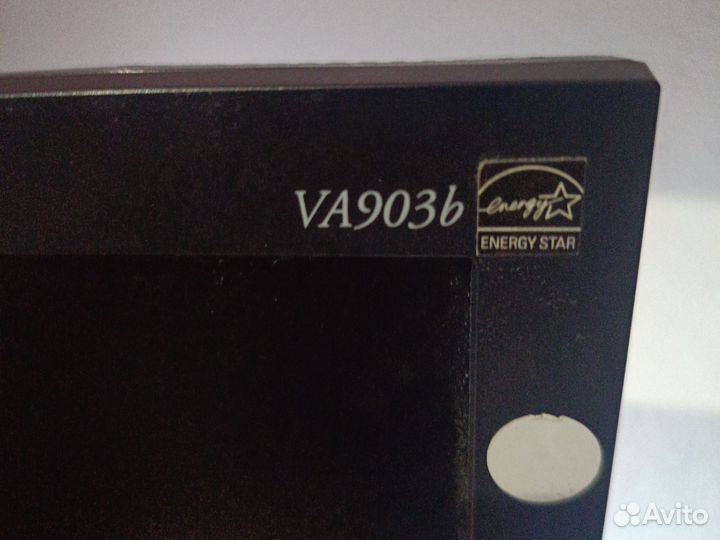 VA903b
energy
ENERGY STAR
Avito